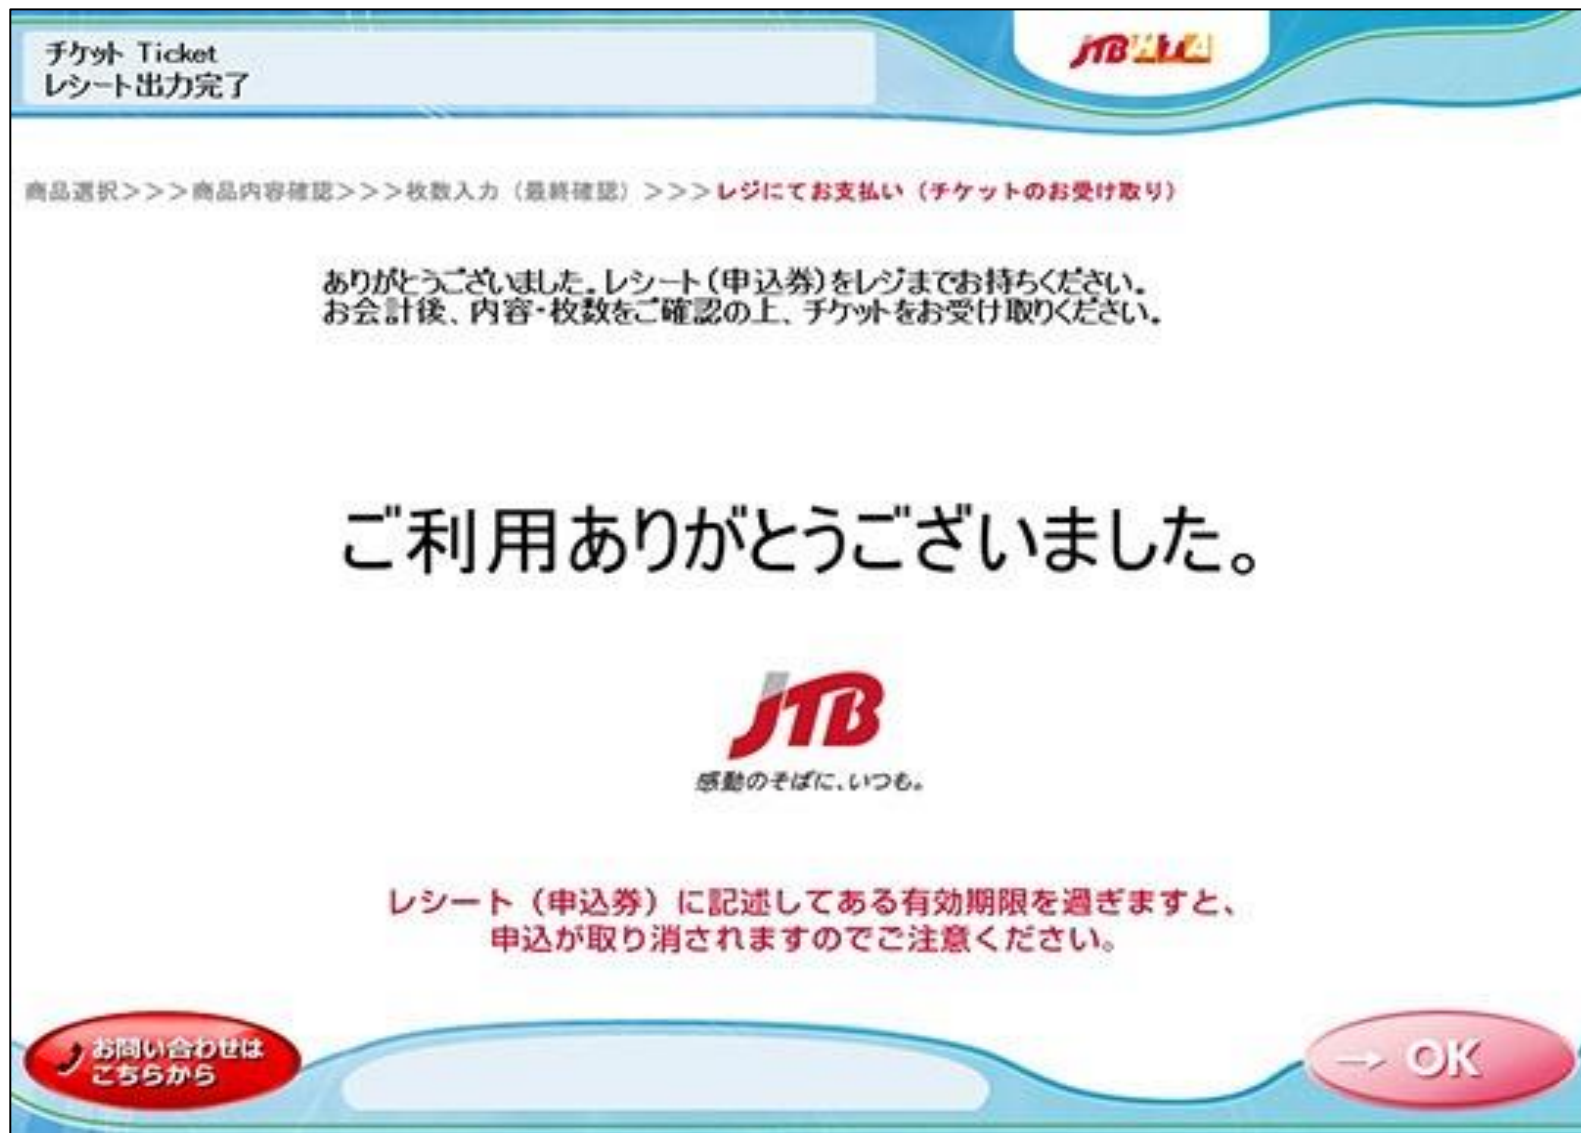 チケット Ticket
レシート出力完了
JTB
商品選択>>>商品内容確認>>>枚数入力（最終確認）>>>レジにてお支払い（チケットのお受け取り）
ありがとうございました。レシート(申込券)をレジまでお持ちください。
お会計後、内容・枚数をご確認の上、チケットをお受け取りください。
ご利用ありがとうございました。
JTB
感動のそばに、いつも。
レシート（申込券）に記述してある有効期限を過ぎますと、
申込が取り消されますのでご注意ください。
お問い合わせは
こちらから
→ OK